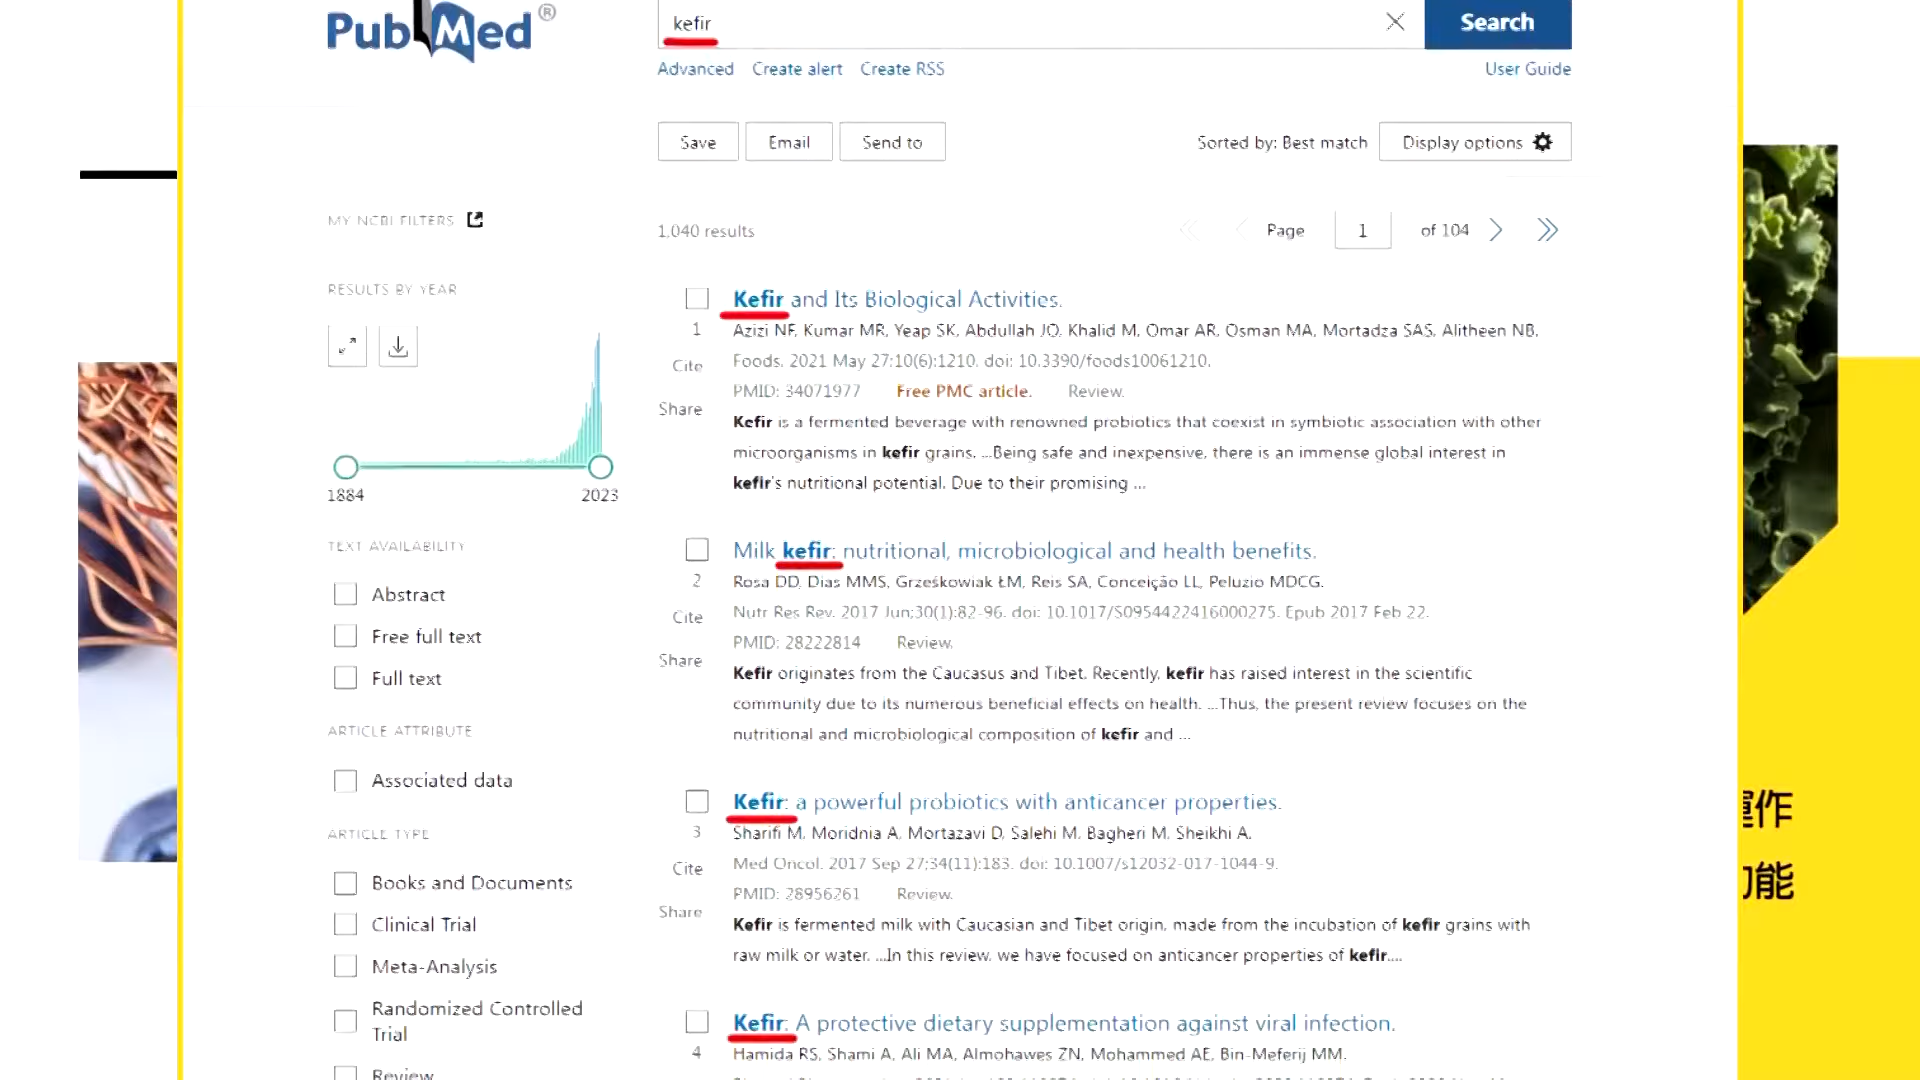 PubMed®
kefir
Search
Advanced Create alert Create RSS
User Guide
Save Email Send to
Sorted by: Best match Display options
MY NCBI FILTERS
1,040 results
Page 1 of 104
RESULTS BY YEAR
1884 2023
TEXT AVAILABILITY
Abstract
Free full text
Full text
ARTICLE ATTRIBUTE
Associated data
ARTICLE TYPE
Books and Documents
Clinical Trial
Meta-Analysis
Randomized Controlled
Trial
Review
Kefir and Its Biological Activities.
1 Azizi NF, Kumar MR, Yeap SK, Abdullah JO, Khalid M, Omar AR, Osman MA, Mortadza SAS, Alitheen NB.
Cite Foods. 2021 May 27;10(6):1210. doi: 10.3390/foods10061210.
PMID: 34071977 Free PMC article. Review.
Share
Kefir is a fermented beverage with renowned probiotics that coexist in symbiotic association with other
microorganisms in kefir grains. ...Being safe and inexpensive, there is an immense global interest in
kefir's nutritional potential. Due to their promising ...
Milk kefir: nutritional, microbiological and health benefits.
2 Rosa DD, Dias MMS, Grześkowiak ŁM, Reis SA, Conceição LL, Peluzio MDCG.
Cite Nutr Res Rev. 2017 Jun;30(1):82-96. doi: 10.1017/S0954422416000275. Epub 2017 Feb 22.
PMID: 28222814 Review.
Share
Kefir originates from the Caucasus and Tibet. Recently, kefir has raised interest in the scientific
community due to its numerous beneficial effects on health. ...Thus, the present review focuses on the
nutritional and microbiological composition of kefir and ...
Kefir: a powerful probiotics with anticancer properties.
3 Sharifi M, Moridnia A, Mortazavi D, Salehi M, Bagheri M, Sheikhi A.
Cite Med Oncol. 2017 Sep 27;34(11):183. doi: 10.1007/s12032-017-1044-9.
PMID: 28956261 Review.
Share
Kefir is fermented milk with Caucasian and Tibet origin, made from the incubation of kefir grains with
raw milk or water. ...In this review, we have focused on anticancer properties of kefir....
Kefir: A protective dietary supplementation against viral infection.
4 Hamida RS, Shami A, Ali MA, Almohawes ZN, Mohammed AE, Bin-Meferij MM.
運作
功能